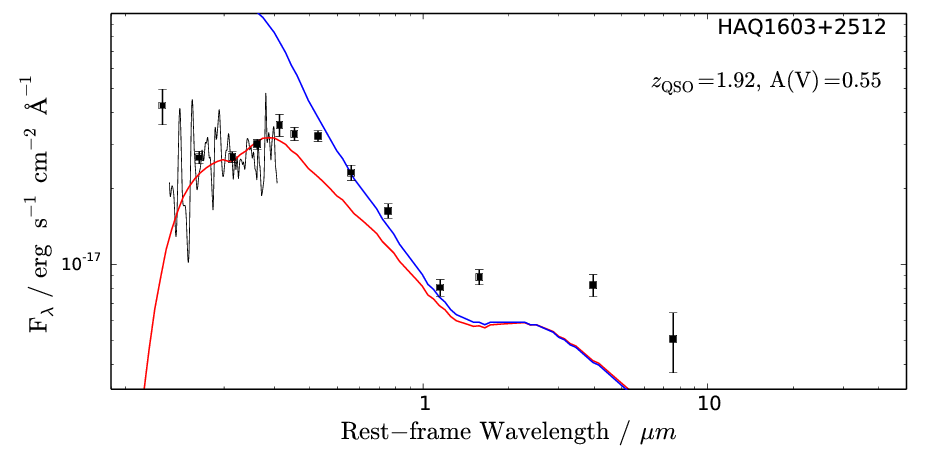 HAQ1603+2512
z_QSO=1.92, A(V)=0.55
F_λ / erg s^−1 cm^−2 Å^−1
10^-17
1 10
Rest−frame Wavelength / μm